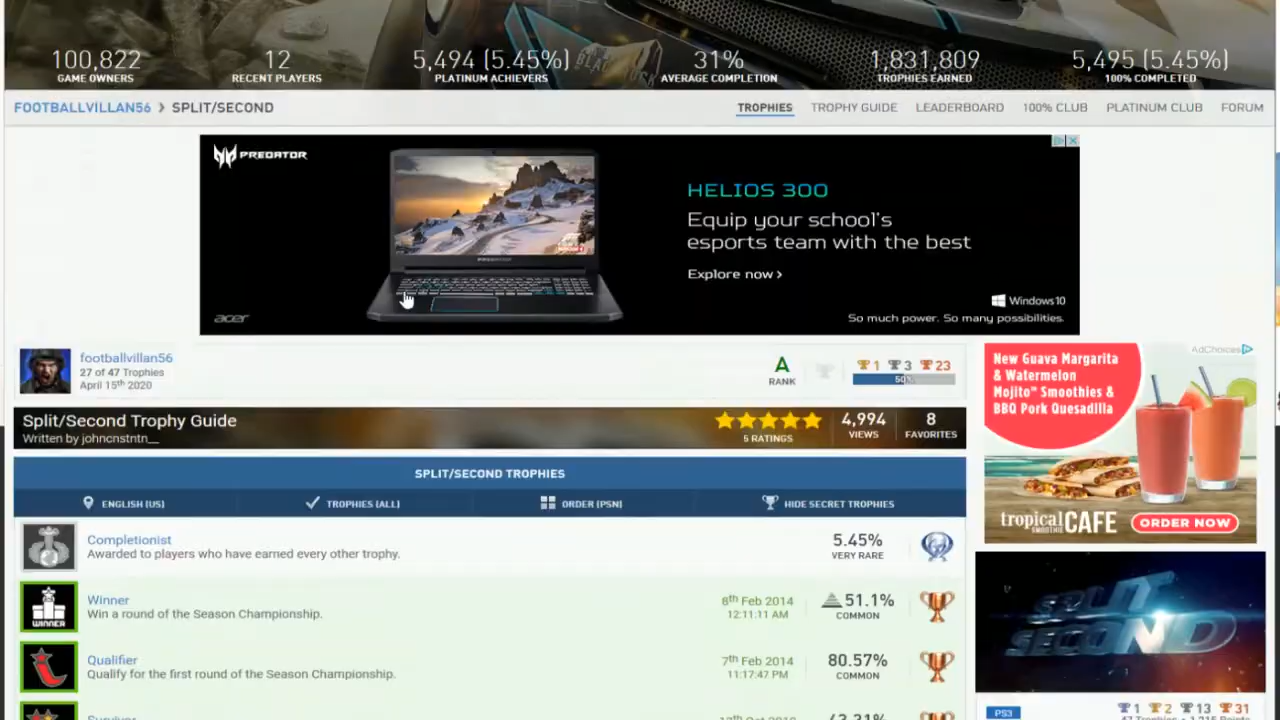 100,822
GAME OWNERS
12
RECENT PLAYERS
5,494 (5.45%)
PLATINUM ACHIEVERS
31%
AVERAGE COMPLETION
1,831,809
TROPHIES EARNED
5,495 (5.45%)
100% COMPLETED
FOOTBALLVILLAN56 > SPLIT/SECOND
TROPHIES TROPHY GUIDE LEADERBOARD 100% CLUB PLATINUM CLUB FORUM
PREDATOR
HELIOS 300
Equip your school's
esports team with the best
Explore now >
acer
Windows 10
So much power. So many possibilities.
footballvillan56
27 of 47 Trophies
April 15th 2020
A
RANK
1 3 23
50%
Split/Second Trophy Guide
Written by johncnstntn__
5 RATINGS
4,994
VIEWS
8
FAVORITES
SPLIT/SECOND TROPHIES
ENGLISH (US) TROPHIES (ALL) ORDER (PSN) HIDE SECRET TROPHIES
Completionist
Awarded to players who have earned every other trophy.
5.45%
VERY RARE
WINNER
Winner
Win a round of the Season Championship.
8th Feb 2014
12:11:11 AM
51.1%
COMMON
Qualifier
Qualify for the first round of the Season Championship.
7th Feb 2014
11:17:47 PM
80.57%
COMMON
AdChoices
New Guava Margarita
& Watermelon
Mojito™ Smoothies &
BBQ Pork Quesadilla
tropical CAFE
SMOOTHIE
ORDER NOW
SPLIT
SECOND
PS3
1 2 13 31